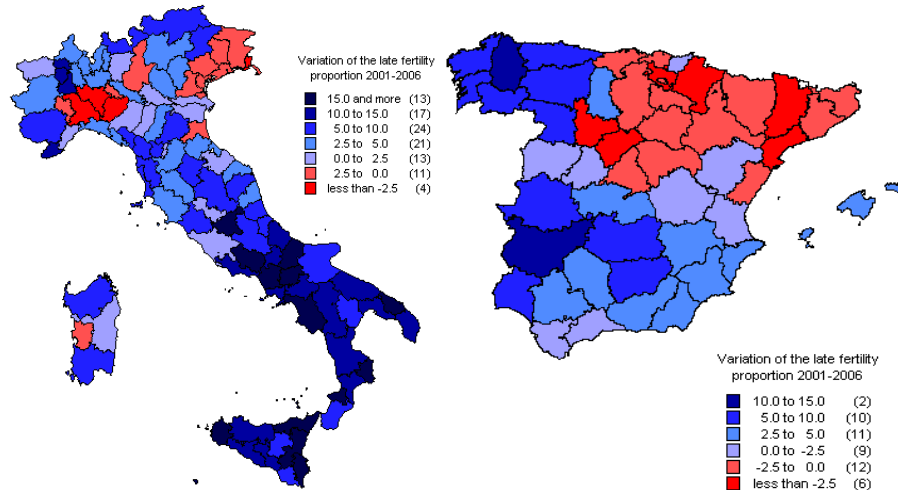 Variation of the late fertility
proportion 2001-2006
15.0 and more (13)
10.0 to 15.0 (17)
5.0 to 10.0 (24)
2.5 to 5.0 (21)
0.0 to 2.5 (13)
2.5 to 0.0 (11)
less than -2.5 (4)
Variation of the late fertility
proportion 2001-2006
10.0 to 15.0 (2)
5.0 to 10.0 (10)
2.5 to 5.0 (11)
0.0 to -2.5 (9)
-2.5 to 0.0 (12)
less than -2.5 (6)